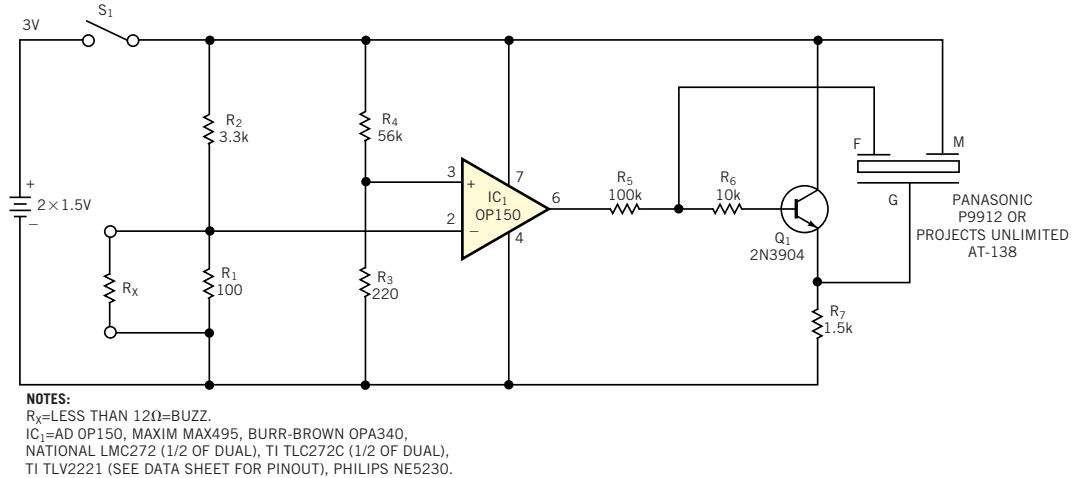 S1
3V
R2
3.3k
R4
56k
F
M
3
7
+
IC1
OP150
6
R5
100k
R6
10k
+
2×1.5V
–
2
–
4
G
PANASONIC
P9912 OR
PROJECTS UNLIMITED
AT-138
Q1
2N3904
RX
R1
100
R3
220
R7
1.5k
NOTES:
RX=LESS THAN 12Ω=BUZZ.
IC1=AD OP150, MAXIM MAX495, BURR-BROWN OPA340,
NATIONAL LMC272 (1/2 OF DUAL), TI TLC272C (1/2 OF DUAL),
TI TLV2221 (SEE DATA SHEET FOR PINOUT), PHILIPS NE5230.